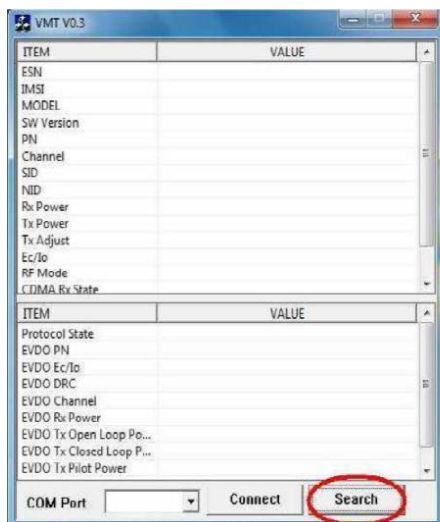 VMT V0.3
ITEM VALUE
ESN
IMSI
MODEL
SW Version
PN
Channel
SID
NID
Rx Power
Tx Power
Tx Adjust
Ec/Io
RF Mode
CDMA Rx State
ITEM VALUE
Protocol State
EVDO PN
EVDO Ec/Io
EVDO DRC
EVDO Channel
EVDO Rx Power
EVDO Tx Open Loop Po...
EVDO Tx Closed Loop P...
EVDO Tx Pilot Power
COM Port Connect Search